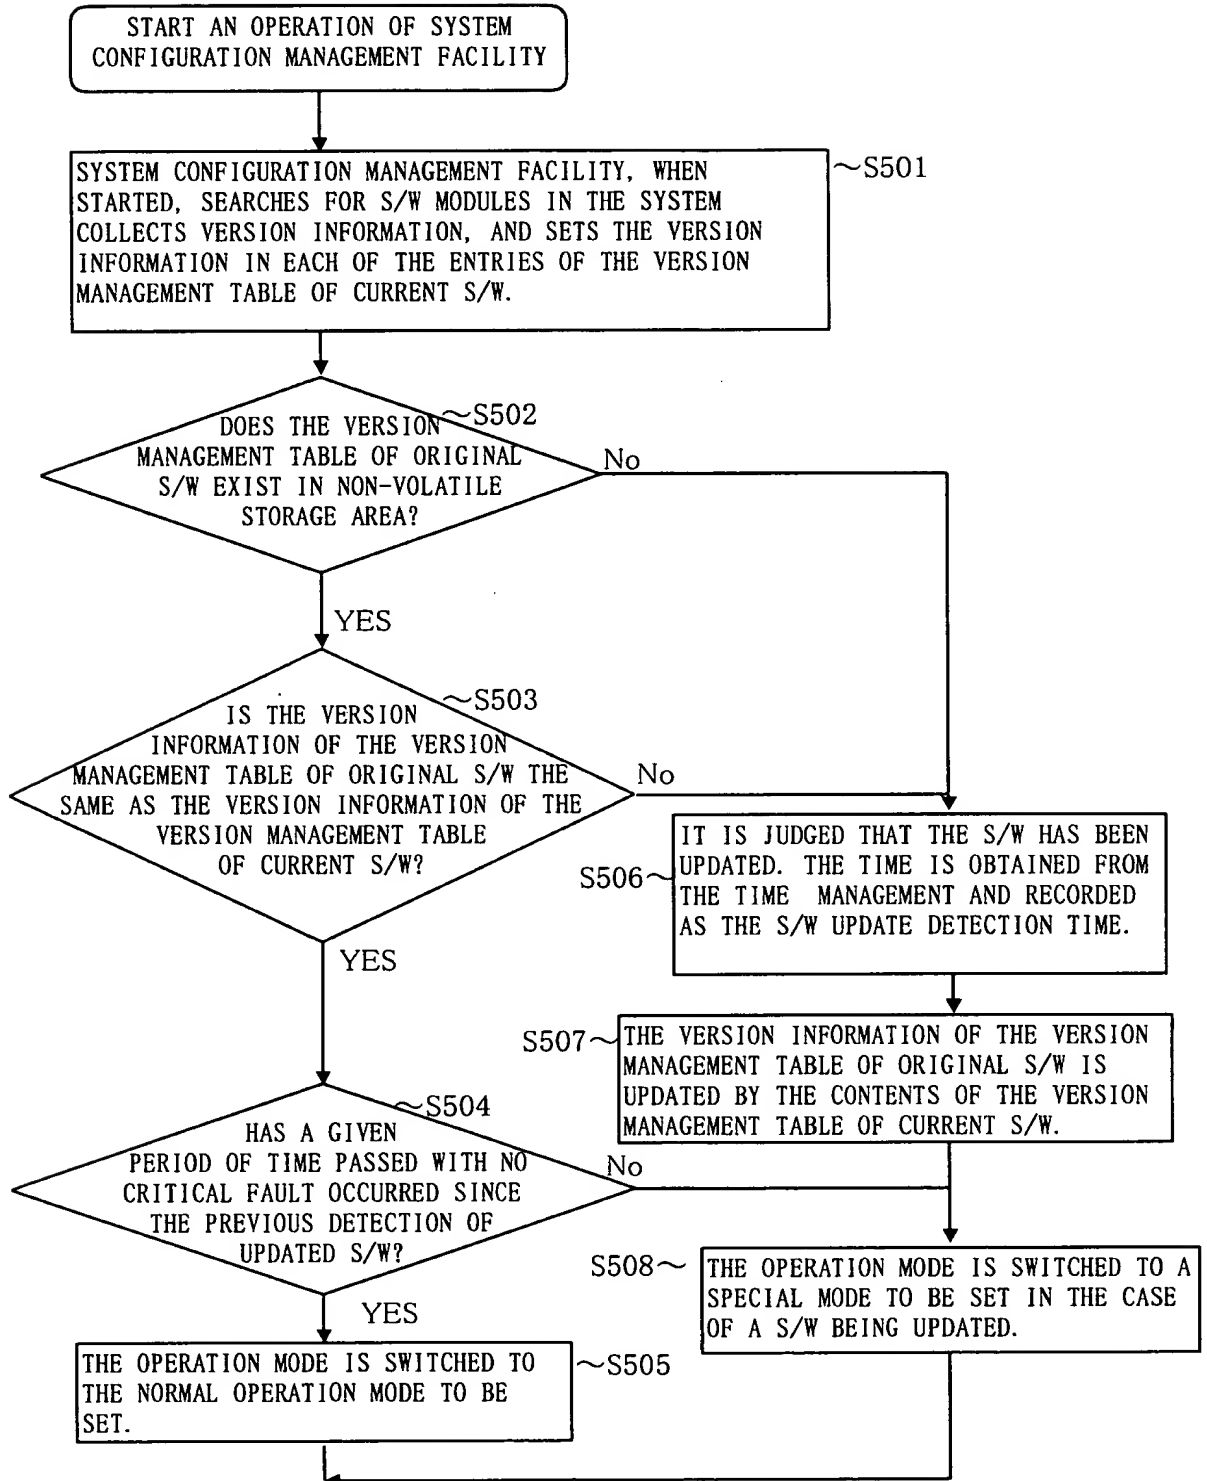 START AN OPERATION OF SYSTEM
CONFIGURATION MANAGEMENT FACILITY
SYSTEM CONFIGURATION MANAGEMENT FACILITY, WHEN
STARTED, SEARCHES FOR S/W MODULES IN THE SYSTEM
COLLECTS VERSION INFORMATION, AND SETS THE VERSION
INFORMATION IN EACH OF THE ENTRIES OF THE VERSION
MANAGEMENT TABLE OF CURRENT S/W.
~S501
~S502
DOES THE VERSION
MANAGEMENT TABLE OF ORIGINAL
S/W EXIST IN NON-VOLATILE
STORAGE AREA?
No
YES
~S503
IS THE VERSION
INFORMATION OF THE VERSION
MANAGEMENT TABLE OF ORIGINAL S/W THE
SAME AS THE VERSION INFORMATION OF THE
VERSION MANAGEMENT TABLE
OF CURRENT S/W?
No
YES
S506~
IT IS JUDGED THAT THE S/W HAS BEEN
UPDATED. THE TIME IS OBTAINED FROM
THE TIME MANAGEMENT AND RECORDED
AS THE S/W UPDATE DETECTION TIME.
S507~
THE VERSION INFORMATION OF THE VERSION
MANAGEMENT TABLE OF ORIGINAL S/W IS
UPDATED BY THE CONTENTS OF THE VERSION
MANAGEMENT TABLE OF CURRENT S/W.
~S504
HAS A GIVEN
PERIOD OF TIME PASSED WITH NO
CRITICAL FAULT OCCURRED SINCE
THE PREVIOUS DETECTION OF
UPDATED S/W?
No
YES
S508~
THE OPERATION MODE IS SWITCHED TO A
SPECIAL MODE TO BE SET IN THE CASE
OF A S/W BEING UPDATED.
THE OPERATION MODE IS SWITCHED TO
THE NORMAL OPERATION MODE TO BE
SET.
~S505